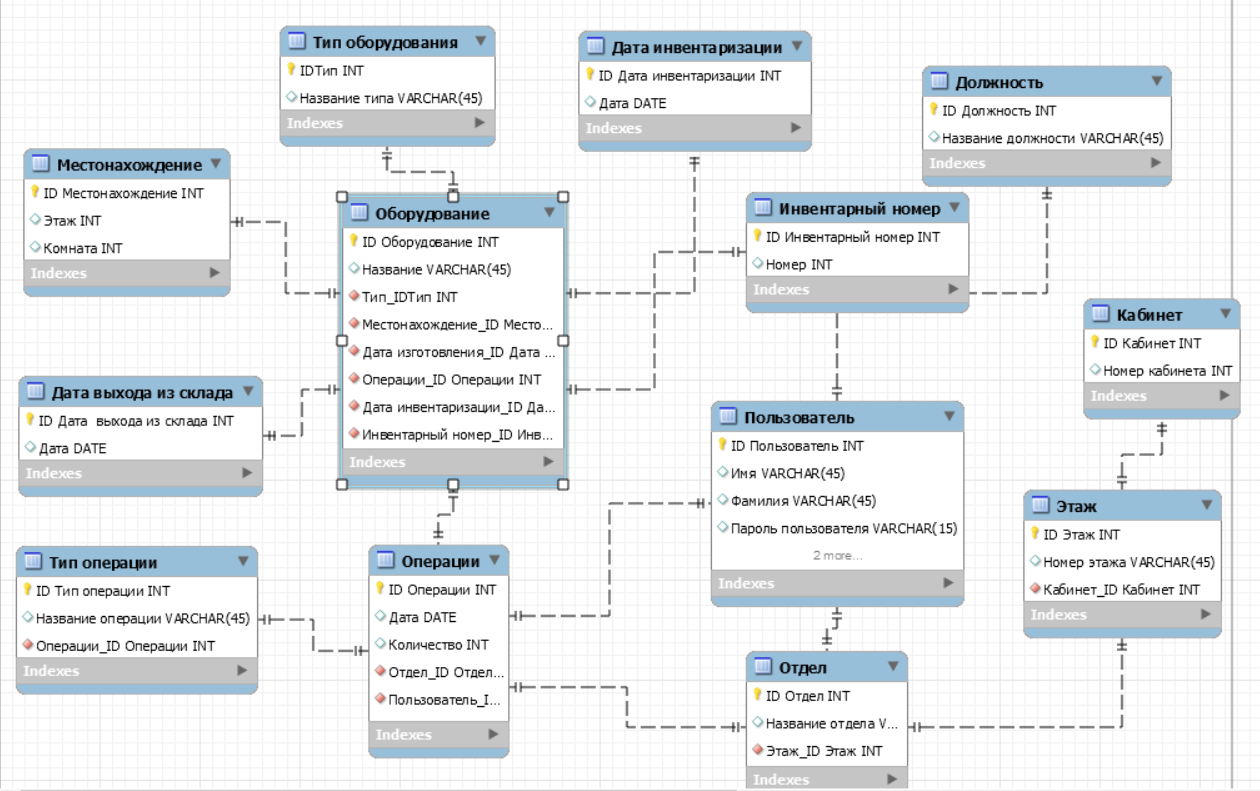 Тип оборудования
IDТип INT
Название типа VARCHAR(45)
Indexes
Дата инвентаризации
ID Дата инвентаризации INT
Дата DATE
Indexes
Должность
ID Должность INT
Название должности VARCHAR(45)
Indexes
Местонахождение
ID Местонахождение INT
Этаж INT
Комната INT
Indexes
Оборудование
ID Оборудование INT
Название VARCHAR(45)
Тип_IDТип INT
Местонахождение_ID Место...
Дата изготовления_ID Дата ...
Операции_ID Операции INT
Дата инвентаризации_ID Да...
Инвентарный номер_ID Инв...
Indexes
Инвентарный номер
ID Инвентарный номер INT
Номер INT
Indexes
Кабинет
ID Кабинет INT
Номер кабинета INT
Indexes
Дата выхода из склада
ID Дата  выхода из склада INT
Дата DATE
Indexes
Пользователь
ID Пользователь INT
Имя VARCHAR(45)
Фамилия VARCHAR(45)
Пароль пользователя VARCHAR(15)
2 more...
Indexes
Этаж
ID Этаж INT
Номер этажа VARCHAR(45)
Кабинет_ID Кабинет INT
Indexes
Тип операции
ID Тип операции INT
Название операции VARCHAR(45)
Операции_ID Операции INT
Indexes
Операции
ID Операции INT
Дата DATE
Количество INT
Отдел_ID Отдел...
Пользователь_I...
Indexes
Отдел
ID Отдел INT
Название отдела V...
Этаж_ID Этаж INT
Indexes